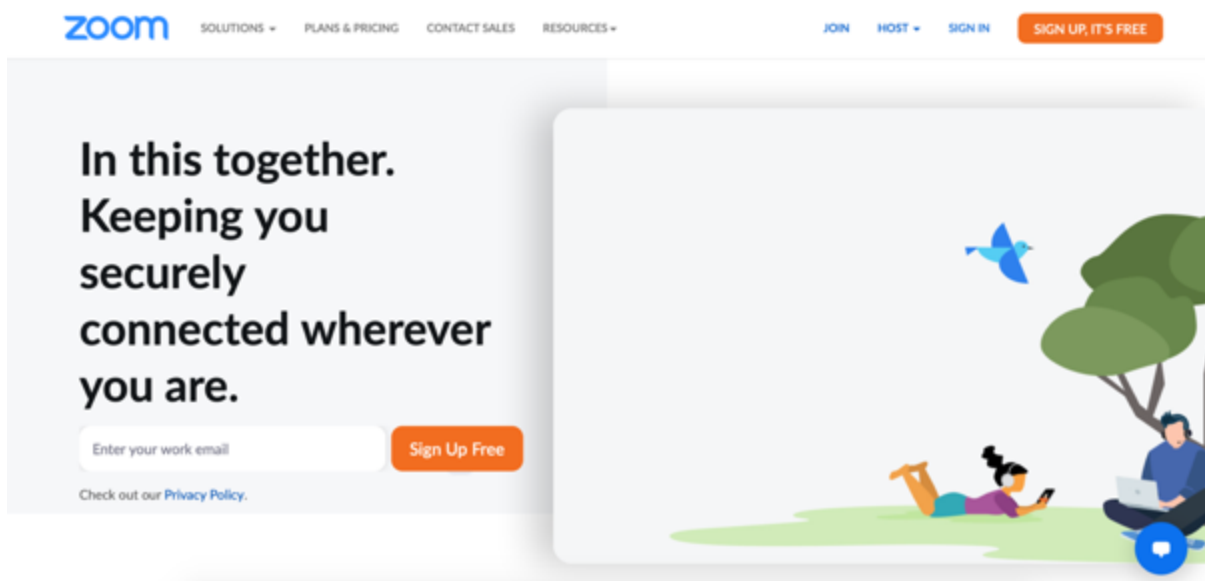 zoom
SOLUTIONS
PLANS & PRICING
CONTACT SALES
RESOURCES
JOIN
HOST
SIGN IN
SIGN UP, IT'S FREE
In this together.
Keeping you
securely
connected wherever
you are.
Enter your work email
Sign Up Free
Check out our Privacy Policy.